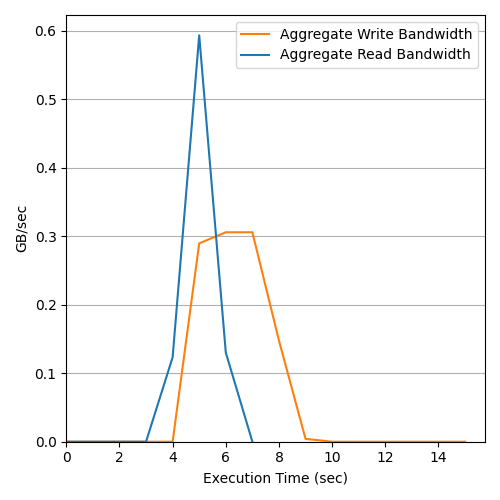 Aggregate Write Bandwidth
Aggregate Read Bandwidth
0.6
0.5
0.4
0.3
0.2
0.1
0.0
GB/sec
0 2 4 6 8 10 12 14
Execution Time (sec)